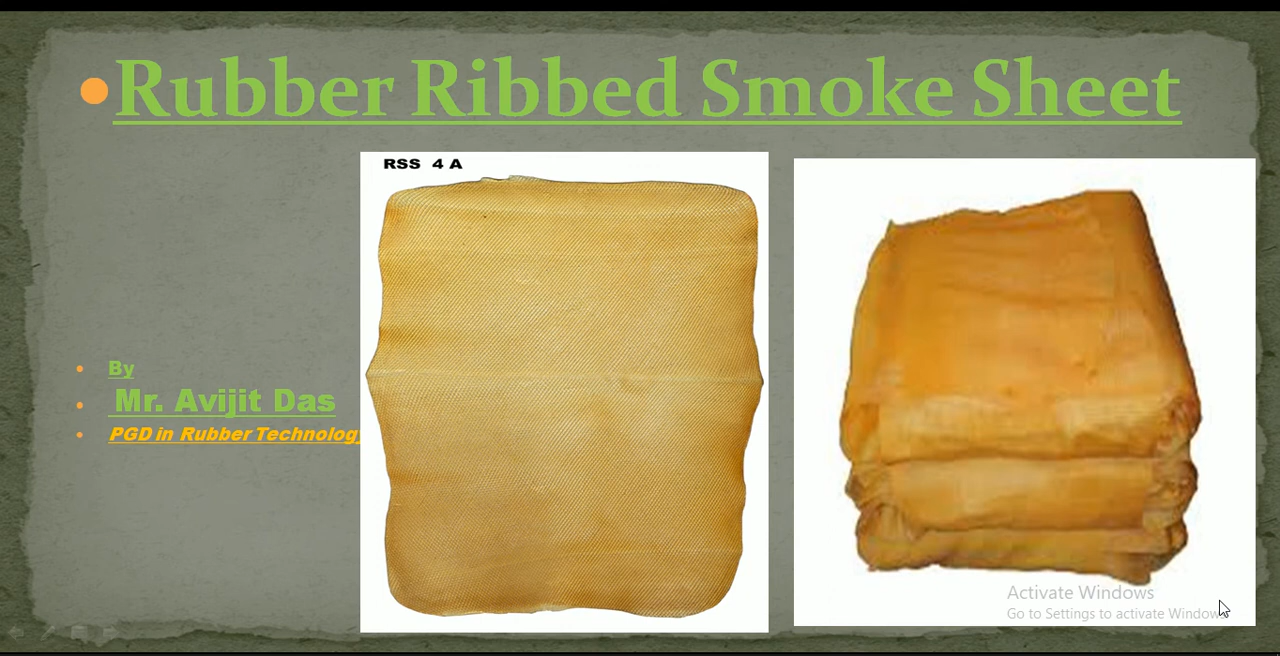 Rubber Ribbed Smoke Sheet
RSS 4 A
By
Mr. Avijit Das
PGD in Rubber Technology
Activate Windows
Go to Settings to activate Windows.